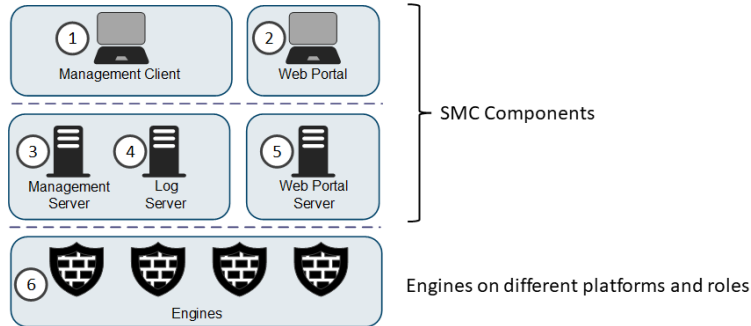 1
Management Client
2
Web Portal
SMC Components
3
Management
Server
4
Log
Server
5
Web Portal
Server
6
Engines
Engines on different platforms and roles